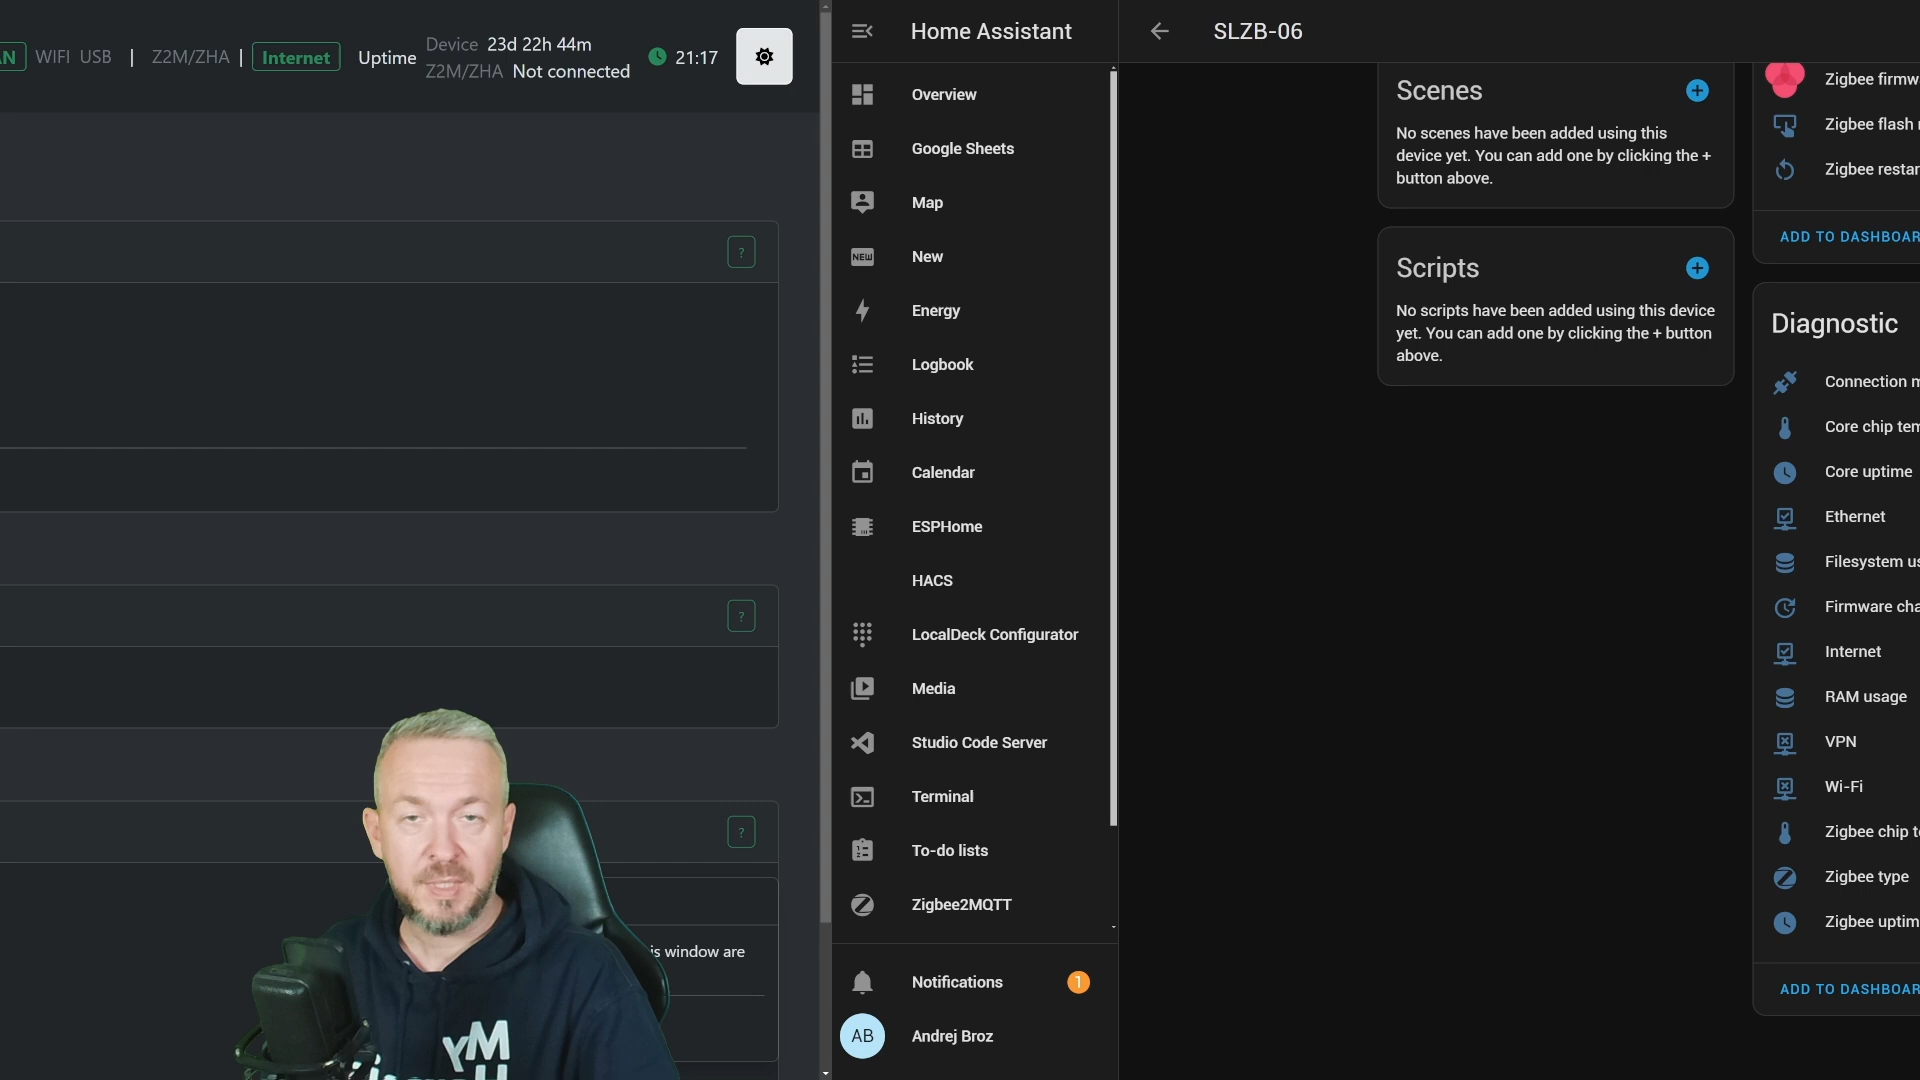 WIFI USB | Z2M/ZHA | Internet
Uptime
Device 23d 22h 44m
Z2M/ZHA Not connected
21:17
?
?
?
is window are
Home Assistant
Overview
Google Sheets
Map
NEW New
Energy
Logbook
History
Calendar
ESPHome
HACS
LocalDeck Configurator
Media
Studio Code Server
Terminal
To-do lists
Zigbee2MQTT
Notifications 1
AB Andrej Broz
SLZB-06
Scenes
No scenes have been added using this
device yet. You can add one by clicking the +
button above.
Scripts
No scripts have been added using this device
yet. You can add one by clicking the + button
above.
Zigbee firmw
Zigbee flash
Zigbee restar
ADD TO DASHBOAR
Diagnostic
Connection
Core chip tem
Core uptime
Ethernet
Filesystem us
Firmware cha
Internet
RAM usage
VPN
Wi-Fi
Zigbee chip
Zigbee type
Zigbee uptim
ADD TO DASHBOAR